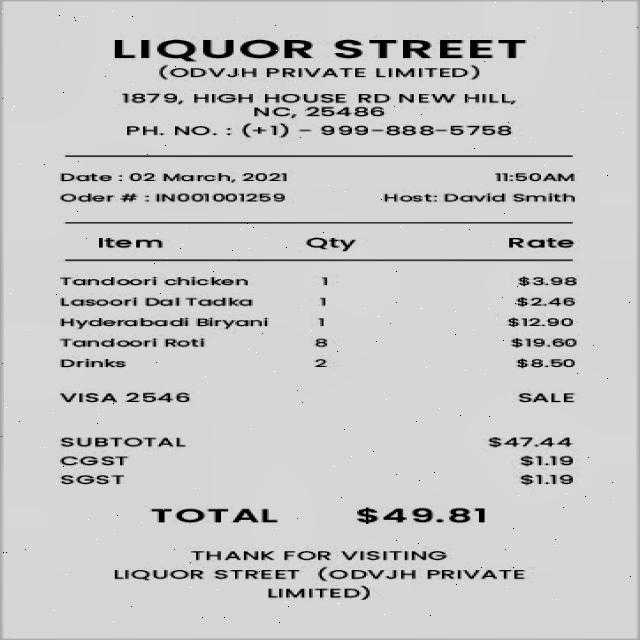 LIQUOR STREET
(ODVJH PRIVATE LIMITED)
1879, HIGH HOUSE RD NEW HILL,
NC, 25486
PH. NO. : (+1) - 999-888-5758
Date : 02 March, 2021 11:50AM
Oder # : IN001001259 Host: David Smith
Item Qty Rate
Tandoori chicken 1 $3.98
Lasoori Dal Tadka 1 $2.46
Hyderabadi Biryani 1 $12.90
Tandoori Roti 8 $19.60
Drinks 2 $8.50
VISA 2546 SALE
SUBTOTAL $47.44
CGST $1.19
SGST $1.19
TOTAL $49.81
THANK FOR VISITING
LIQUOR STREET (ODVJH PRIVATE
LIMITED)